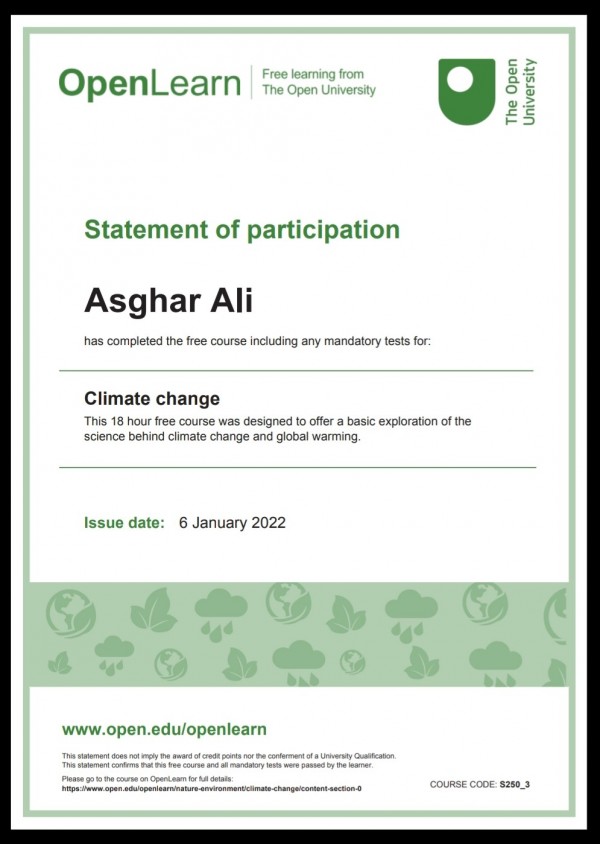 OpenLearn
Free learning from
The Open University
The Open
University
Statement of participation
Asghar Ali
has completed the free course including any mandatory tests for:
Climate change
This 18 hour free course was designed to offer a basic exploration of the
science behind climate change and global warming.
Issue date: 6 January 2022
www.open.edu/openlearn
This statement does not imply the award of credit points nor the conferment of a University Qualification.
This statement confirms that this free course and all mandatory tests were passed by the learner.
Please go to the course on OpenLearn for full details:
https://www.open.edu/openlearn/nature-environment/climate-change/content-section-0
COURSE CODE: S250_3